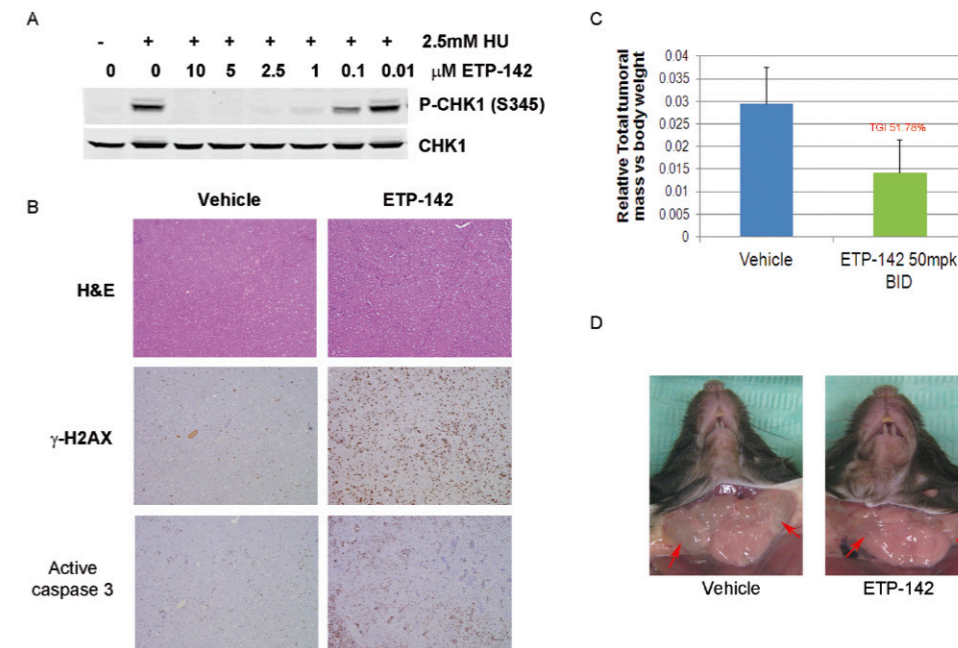 A
- + + + + + + + 2.5mM HU
0 0 10 5 2.5 1 0.1 0.01 μM ETP-142
P-CHK1 (S345)
CHK1
B
Vehicle ETP-142
H&E
γ-H2AX
Active
caspase 3
C
Relative Total tumoral
mass vs body weight
0.04
0.035
0.03
0.025
0.02
0.015
0.01
0.005
0
TGI 51.78%
Vehicle ETP-142 50mpk
BID
D
Vehicle ETP-142